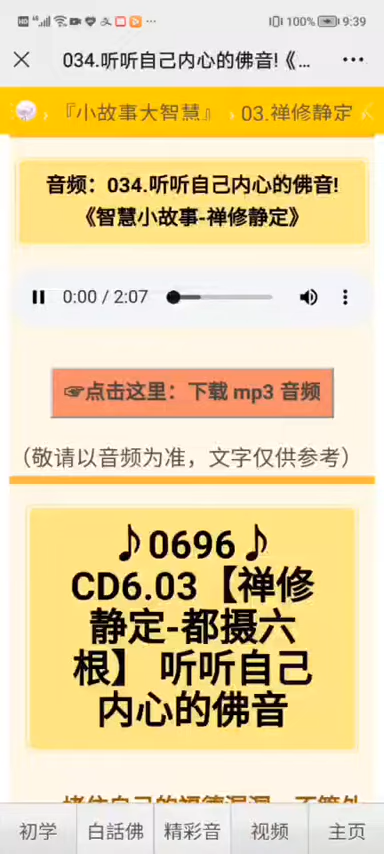 100% 9:39
034.听听自己内心的佛音!《...
『小故事大智慧』 › 03.禅修静定
音频：034.听听自己内心的佛音!
《智慧小故事-禅修静定》
0:00 / 2:07
☞点击这里：下载 mp3 音频
（敬请以音频为准，文字仅供参考）
♪0696♪
CD6.03【禅修
静定-都摄六
根】 听听自己
内心的佛音
初学 白話佛 精彩音 视频 主页